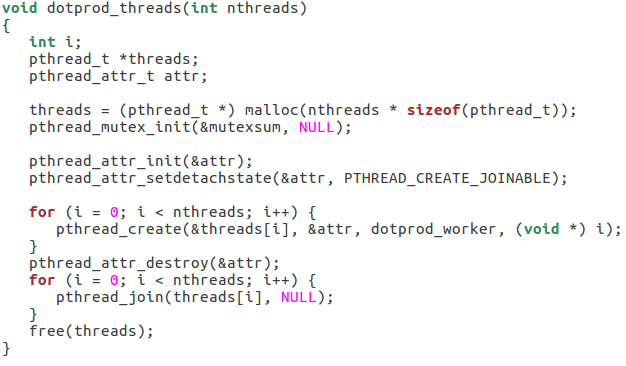 void dotprod_threads(int nthreads)
{
   int i;
   pthread_t *threads;
   pthread_attr_t attr;

   threads = (pthread_t *) malloc(nthreads * sizeof(pthread_t));
   pthread_mutex_init(&mutexsum, NULL);

   pthread_attr_init(&attr);
   pthread_attr_setdetachstate(&attr, PTHREAD_CREATE_JOINABLE);

   for (i = 0; i < nthreads; i++) {
      pthread_create(&threads[i], &attr, dotprod_worker, (void *) i);
   }
   pthread_attr_destroy(&attr);
   for (i = 0; i < nthreads; i++) {
      pthread_join(threads[i], NULL);
   }
   free(threads);
}